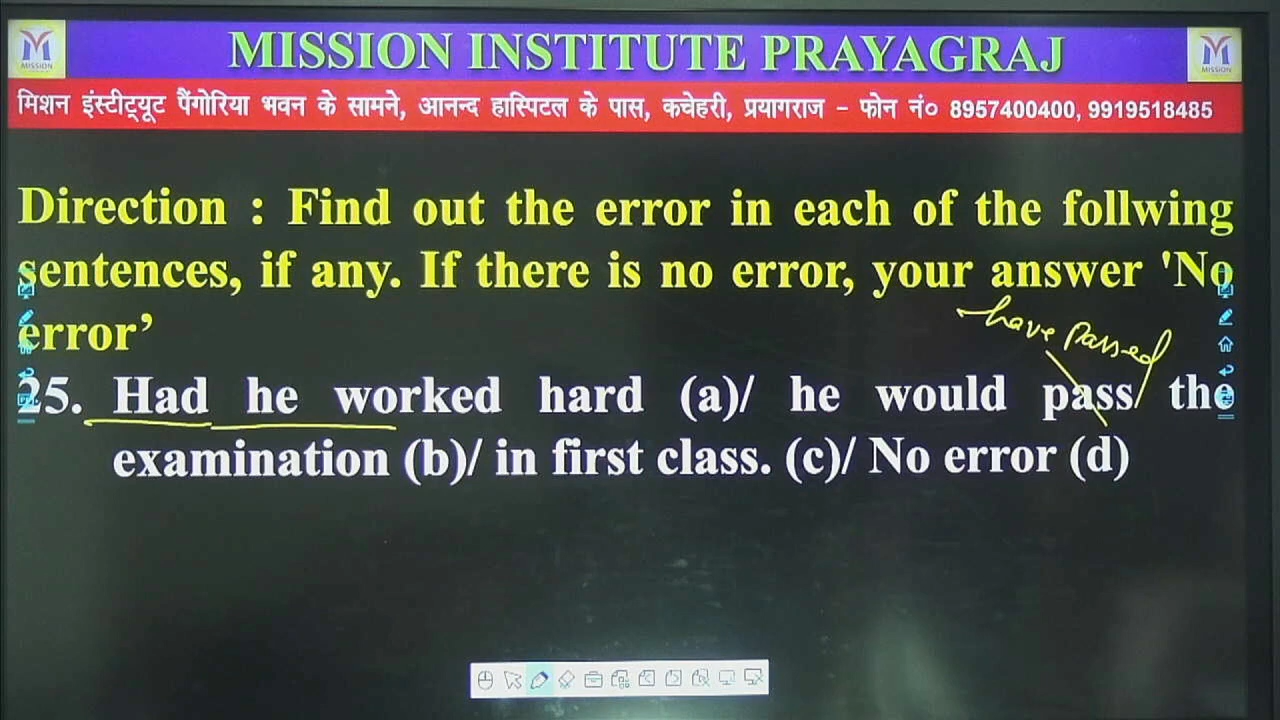 MISSION INSTITUTE PRAYAGRAJ
MISSION
MISSION
मिशन इंस्टीट्यूट पैंगोरिया भवन के सामने, आनन्द हास्पिटल के पास, कचेहरी, प्रयागराज – फोन नं० 8957400400, 9919518485
Direction : Find out the error in each of the follwing
sentences, if any. If there is no error, your answer 'No
error’
have passed
25. Had he worked hard (a)/ he would pass the
examination (b)/ in first class. (c)/ No error (d)